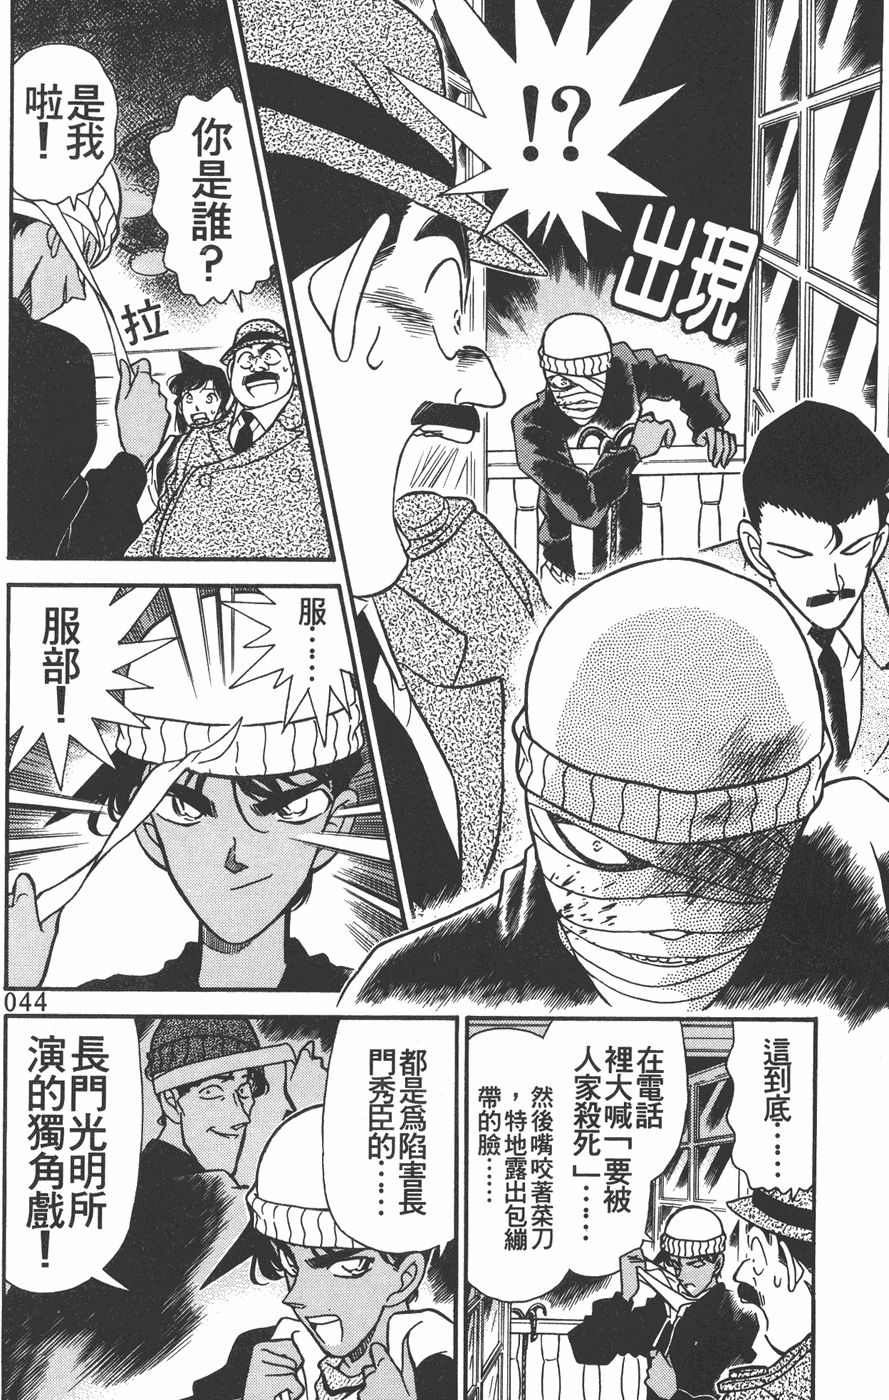 !?
出現
你是誰?
拉
是我
啦!
服……
服部!
044
這到底……
在電話
裡大喊「要被
人家殺死」……
然後嘴咬著菜刀
，特地露出包繃
帶的臉……
都是為陷害長
門秀臣的……
長門光明所
演的獨角戲!